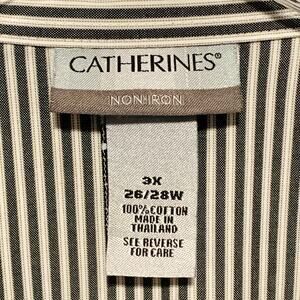 CATHERINES®
NON-IRON
3X
26/28W
100% COTTON
MADE IN
THAILAND
SEE REVERSE
FOR CARE